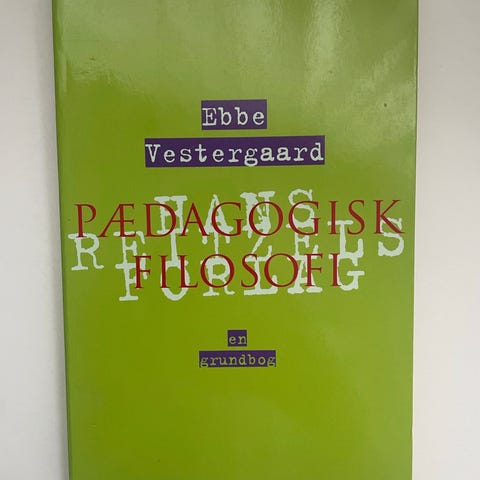 Ebbe
Vestergaard
HANS
PÆDAGOGISK
REITZELS
FILOSOFI
FORLAG
en
grundbog